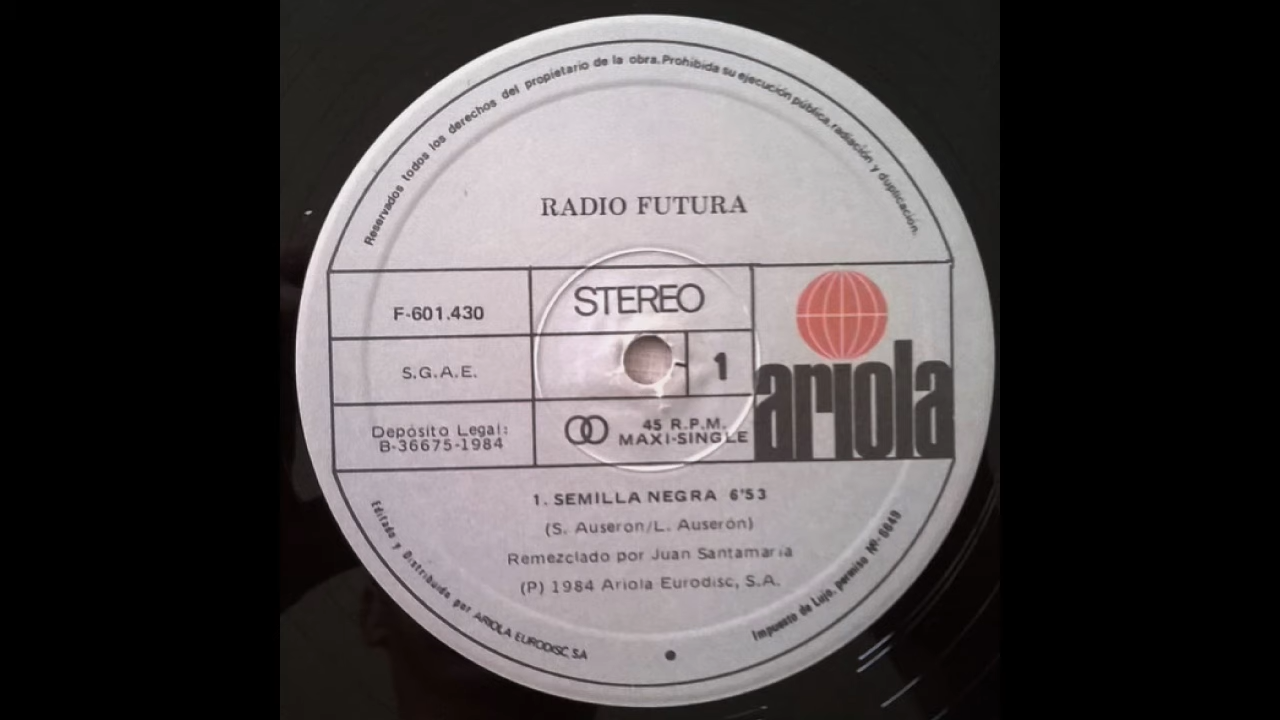 Reservados todos los derechos del propietario de la obra. Prohibida su ejecución pública, radiación y duplicación.
RADIO FUTURA
F-601.430
STEREO
S.G.A.E.
1
ariola
Depósito Legal:
B-36675-1984
45 R.P.M.
MAXI-SINGLE
1. SEMILLA NEGRA 6'53
(S. Auseron/L. Auserón)
Remezclado por Juan Santamaría
(P) 1984 Ariola Eurodisc, S.A.
Editado y Distribuido por ARIOLA EURODISC, SA
Impuesto de Lujo, permiso Nº 6649